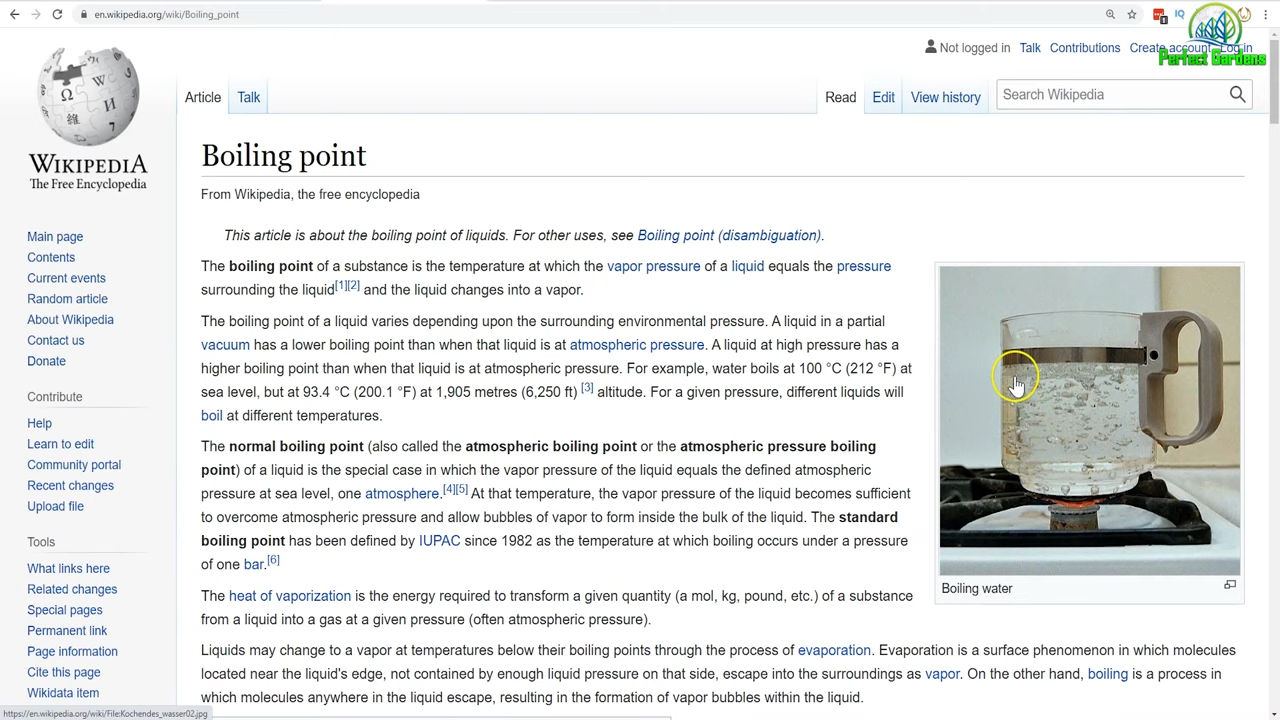 en.wikipedia.org/wiki/Boiling_point
Perfect Gardens
Not logged in Talk Contributions Create account Log in
WIKIPEDIA
The Free Encyclopedia
Article Talk
Read Edit View history
Search Wikipedia
Main page
Contents
Current events
Random article
About Wikipedia
Contact us
Donate
Contribute
Help
Learn to edit
Community portal
Recent changes
Upload file
Tools
What links here
Related changes
Special pages
Permanent link
Page information
Cite this page
Wikidata item
Boiling point
From Wikipedia, the free encyclopedia
This article is about the boiling point of liquids. For other uses, see Boiling point (disambiguation).
The boiling point of a substance is the temperature at which the vapor pressure of a liquid equals the pressure
surrounding the liquid[1][2] and the liquid changes into a vapor.
The boiling point of a liquid varies depending upon the surrounding environmental pressure. A liquid in a partial
vacuum has a lower boiling point than when that liquid is at atmospheric pressure. A liquid at high pressure has a
higher boiling point than when that liquid is at atmospheric pressure. For example, water boils at 100 °C (212 °F) at
sea level, but at 93.4 °C (200.1 °F) at 1,905 metres (6,250 ft) [3] altitude. For a given pressure, different liquids will
boil at different temperatures.
The normal boiling point (also called the atmospheric boiling point or the atmospheric pressure boiling
point) of a liquid is the special case in which the vapor pressure of the liquid equals the defined atmospheric
pressure at sea level, one atmosphere.[4][5] At that temperature, the vapor pressure of the liquid becomes sufficient
to overcome atmospheric pressure and allow bubbles of vapor to form inside the bulk of the liquid. The standard
boiling point has been defined by IUPAC since 1982 as the temperature at which boiling occurs under a pressure
of one bar.[6]
The heat of vaporization is the energy required to transform a given quantity (a mol, kg, pound, etc.) of a substance
from a liquid into a gas at a given pressure (often atmospheric pressure).
Liquids may change to a vapor at temperatures below their boiling points through the process of evaporation. Evaporation is a surface phenomenon in which molecules
located near the liquid's edge, not contained by enough liquid pressure on that side, escape into the surroundings as vapor. On the other hand, boiling is a process in
which molecules anywhere in the liquid escape, resulting in the formation of vapor bubbles within the liquid.
Boiling water
https://en.wikipedia.org/wiki/File:Kochendes_wasser02.jpg